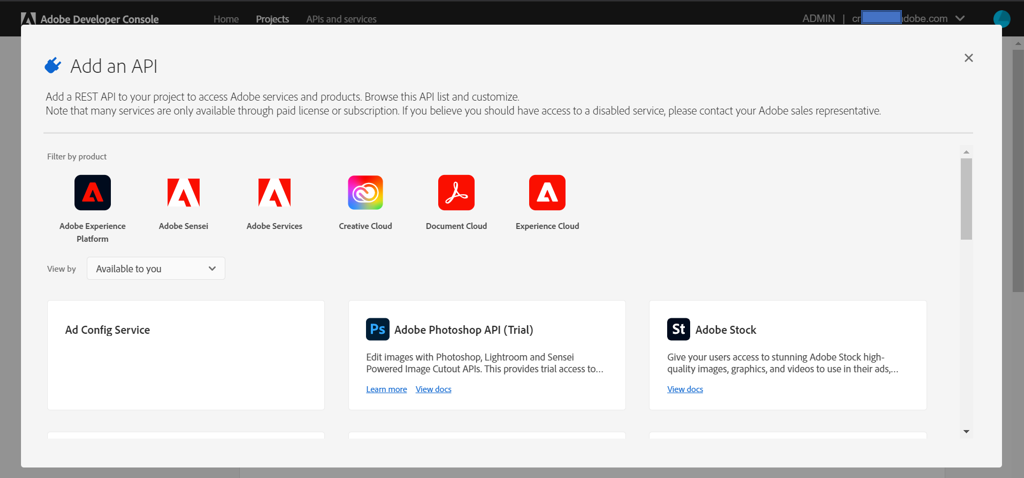 Adobe Developer Console
Home Projects APIs and services
ADMIN | cr dobe.com
Add an API
Add a REST API to your project to access Adobe services and products. Browse this API list and customize.
Note that many services are only available through paid license or subscription. If you believe you should have access to a disabled service, please contact your Adobe sales representative.
Filter by product
Adobe Experience
Platform
Adobe Sensei
Adobe Services
Creative Cloud
Document Cloud
Experience Cloud
View by
Available to you
Ad Config Service
Ps Adobe Photoshop API (Trial)
Edit images with Photoshop, Lightroom and Sensei
Powered Image Cutout APIs. This provides trial access to...
Learn more View docs
St Adobe Stock
Give your users access to stunning Adobe Stock high-
quality images, graphics, and videos to use in their ads,...
View docs